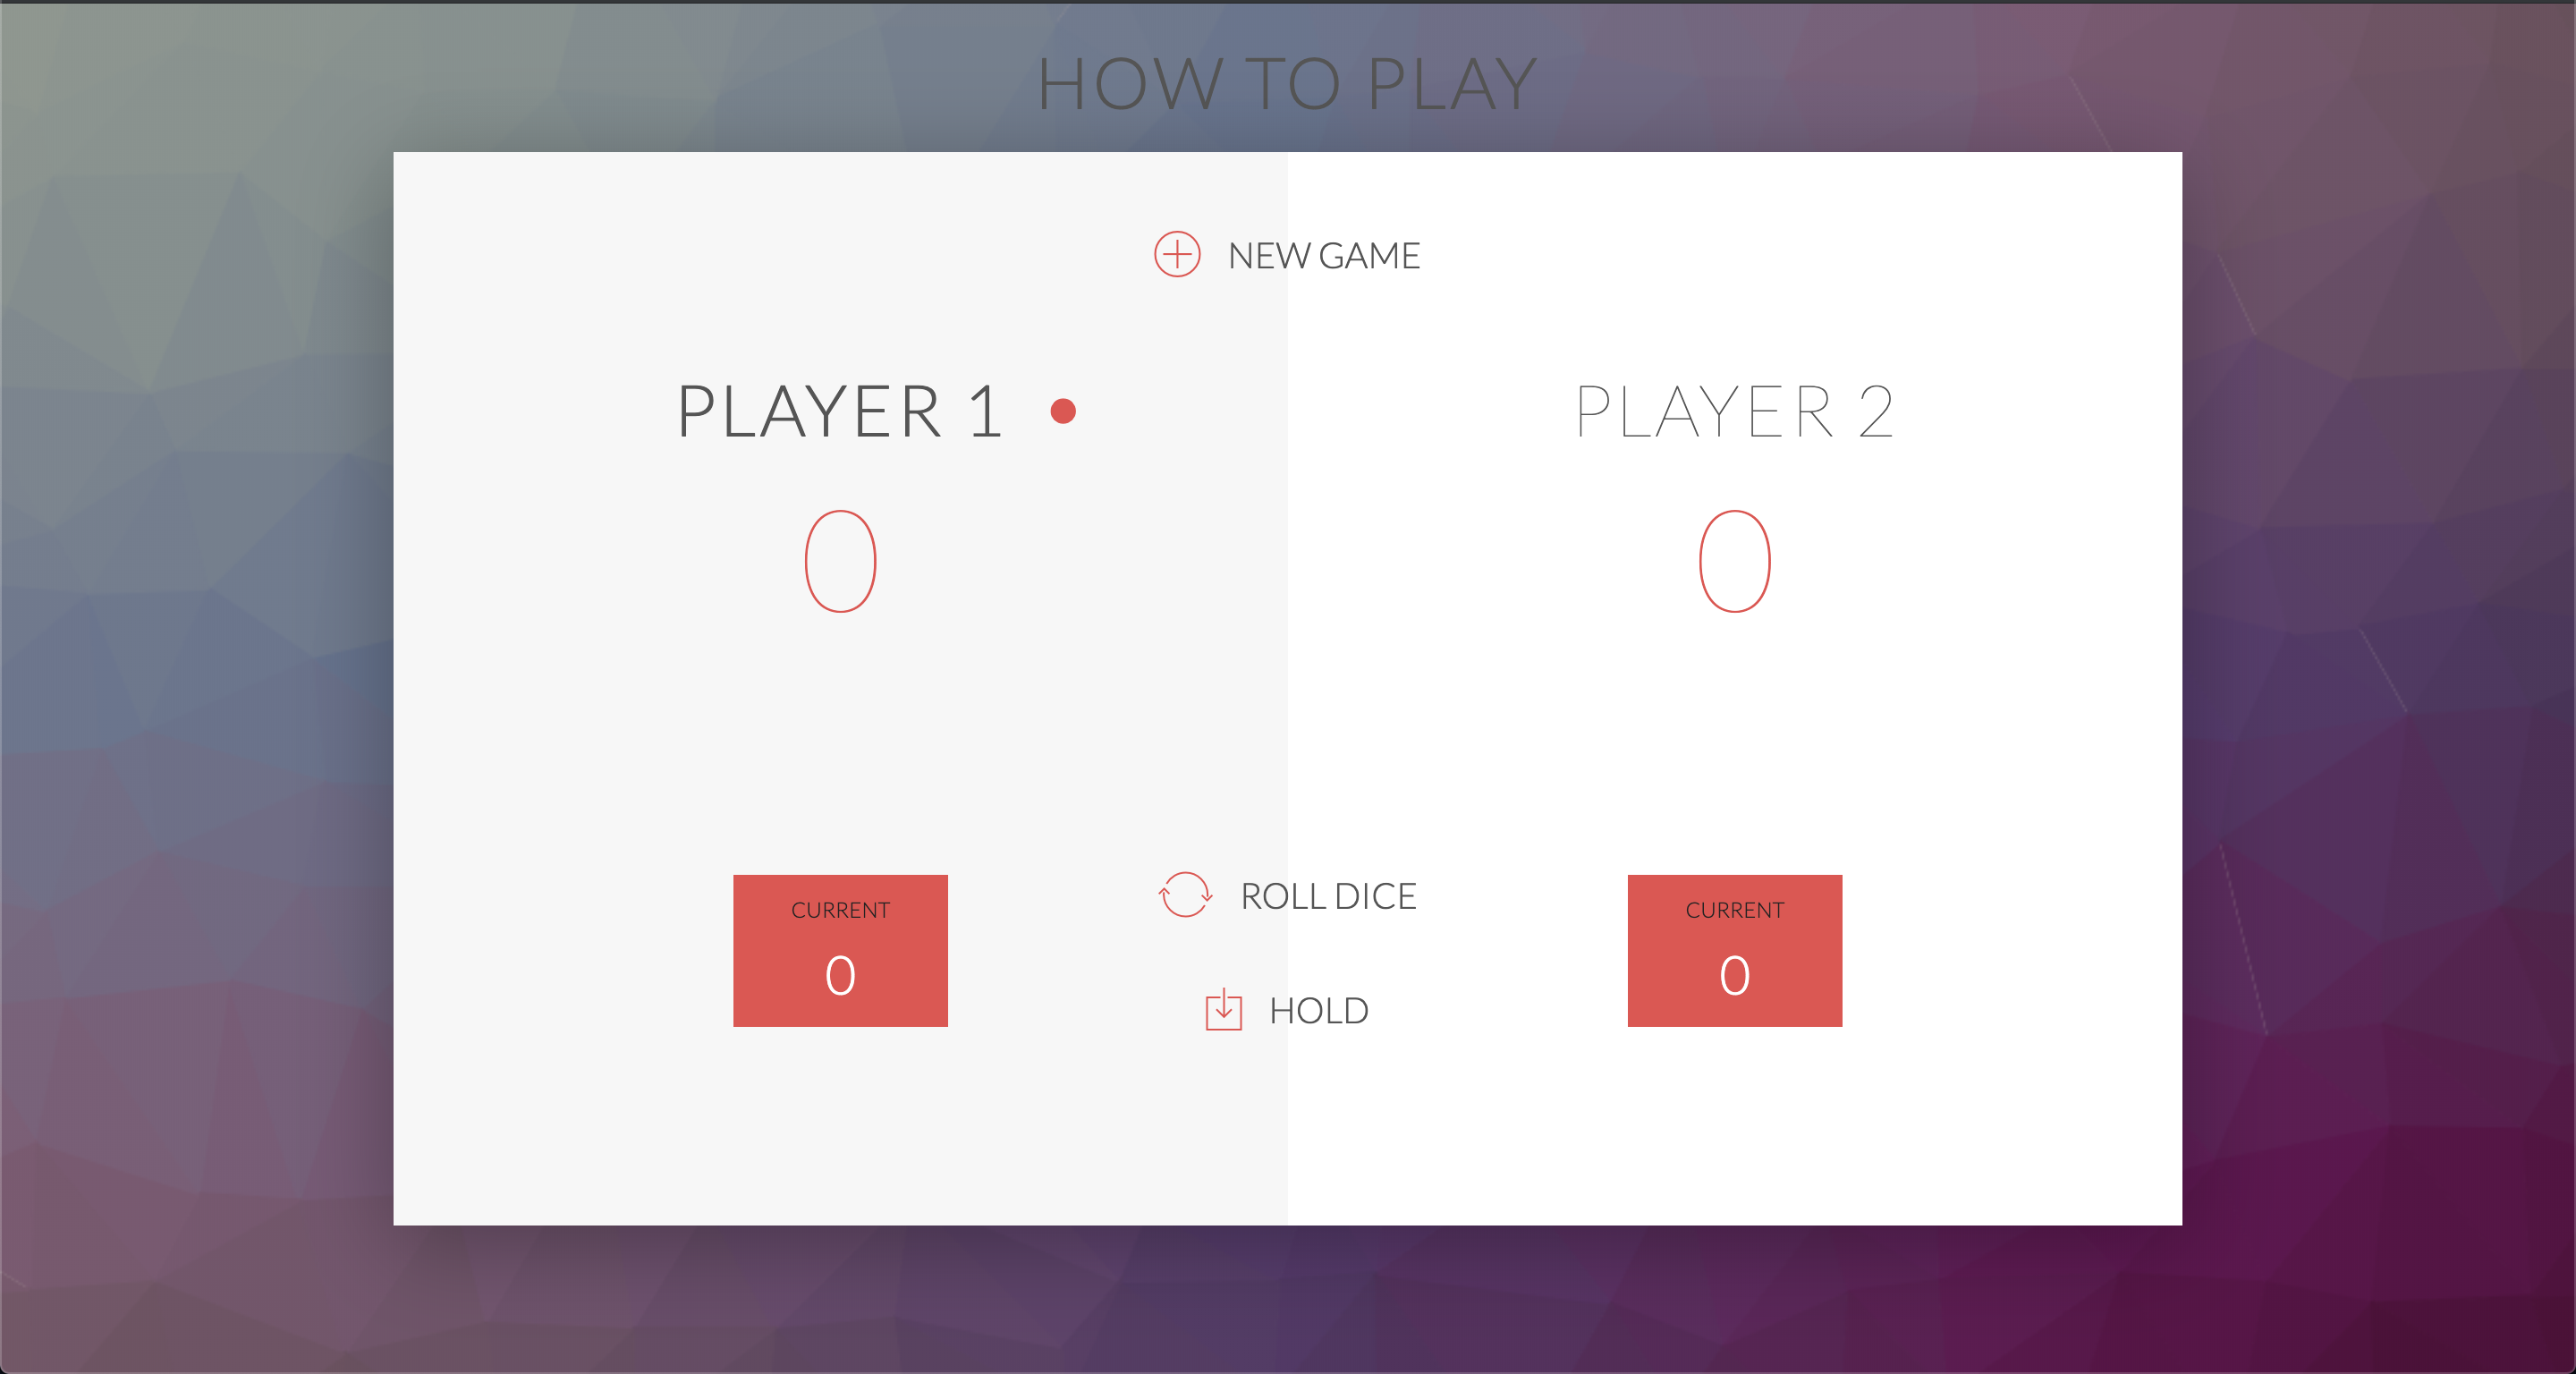 HOW TO PLAY
NEW GAME
PLAYER 1
PLAYER 2
0
0
CURRENT
0
ROLL DICE
HOLD
CURRENT
0